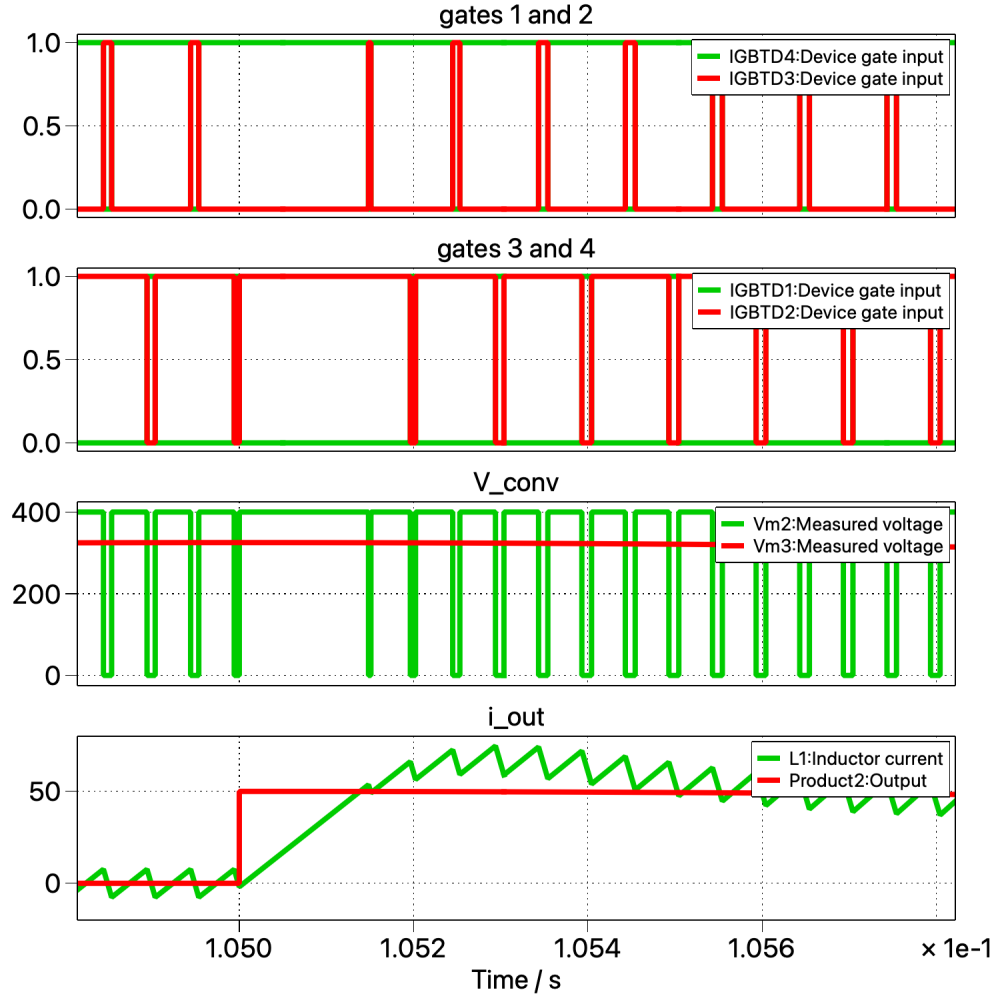 gates 1 and 2
1.0
0.5
0.0
IGBTD4:Device gate input
IGBTD3:Device gate input
gates 3 and 4
1.0
0.5
0.0
IGBTD1:Device gate input
IGBTD2:Device gate input
V_conv
400
200
0
Vm2:Measured voltage
Vm3:Measured voltage
i_out
50
0
L1:Inductor current
Product2:Output
1.050 1.052 1.054 1.056 × 1e-1
Time / s